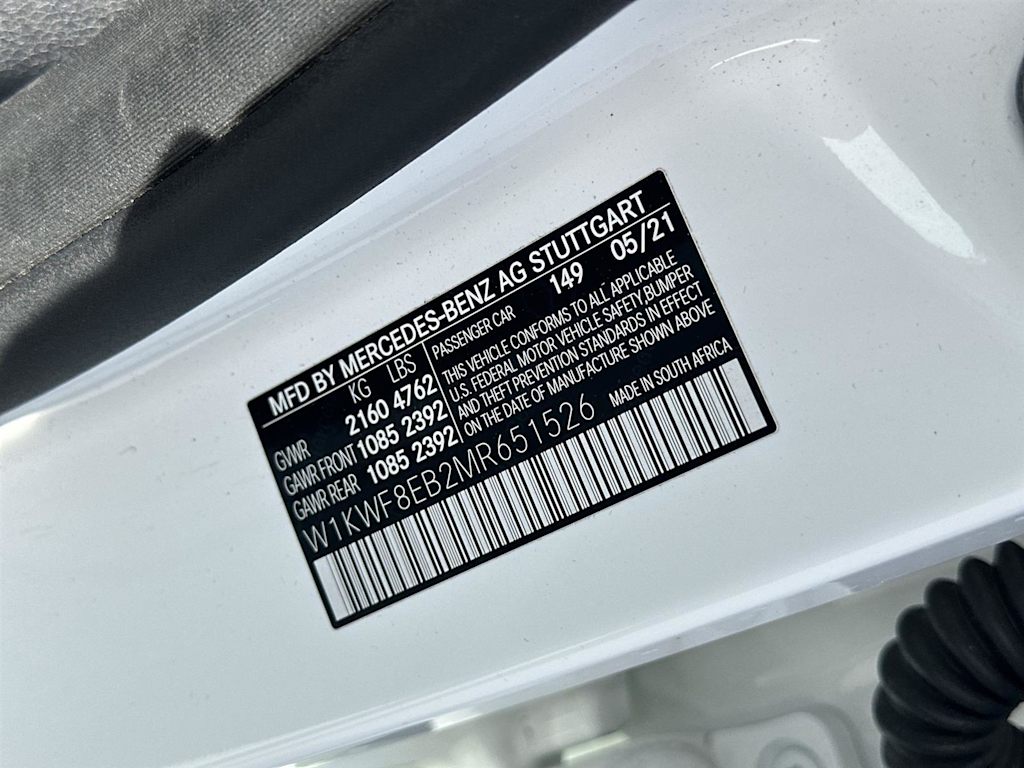 MFD BY MERCEDES-BENZ AG STUTTGART
KG LBS
GVWR 2160 4762
GAWR FRONT 1085 2392
GAWR REAR 1085 2392
PASSENGER CAR 149 05/21
THIS VEHICLE CONFORMS TO ALL APPLICABLE
U.S. FEDERAL MOTOR VEHICLE SAFETY,BUMPER
AND THEFT PREVENTION STANDARDS IN EFFECT
ON THE DATE OF MANUFACTURE SHOWN ABOVE
W1KWF8EB2MR651526 MADE IN SOUTH AFRICA